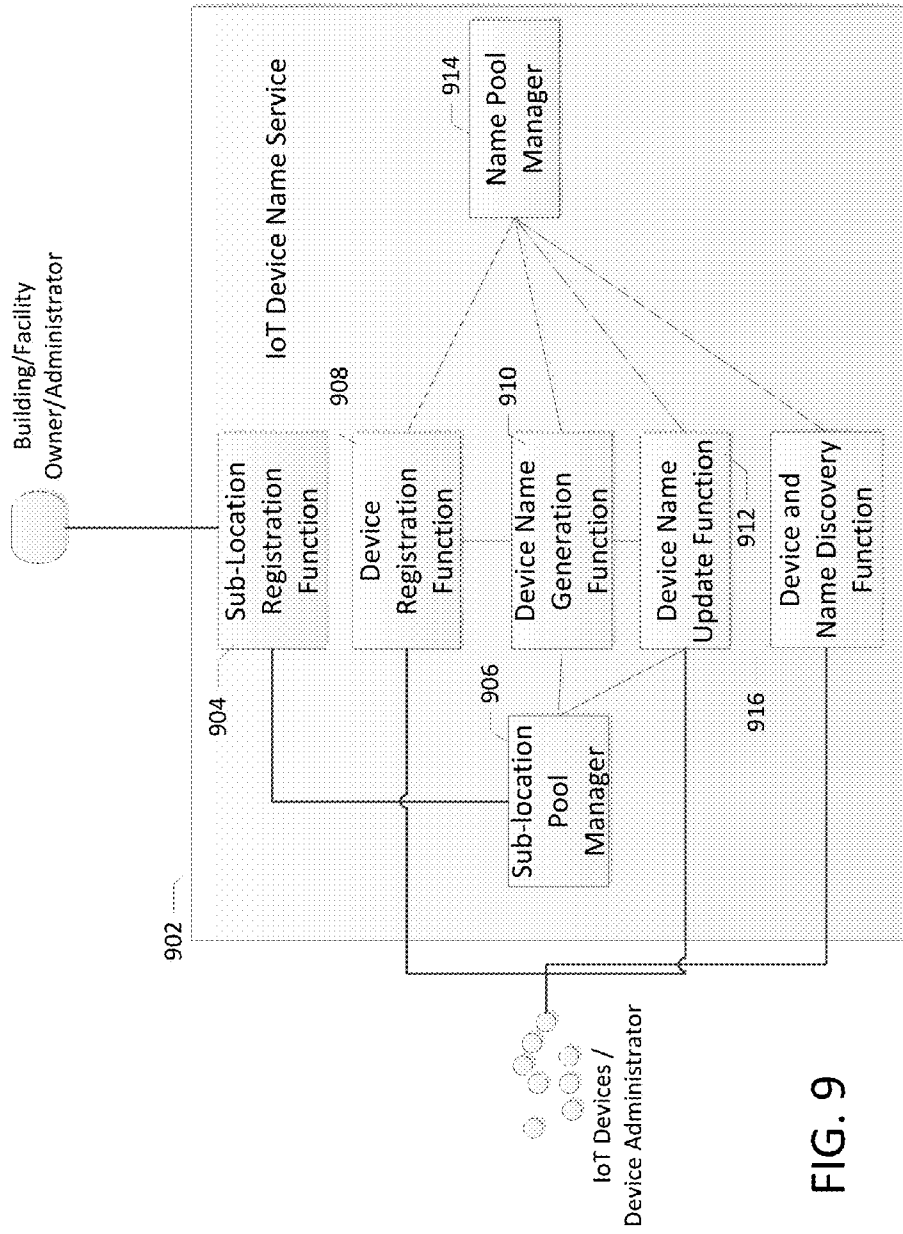 Building/Facility
Owner/Administrator
902
904
Sub-Location
Registration
Function
IoT Device Name Service
908
Device
Registration
Function
906
Sub-location
Pool
Manager
910
Device Name
Generation
Function
914
Name Pool
Manager
Device Name
Update Function
912
916
Device and
Name Discovery
Function
IoT Devices /
Device Administrator
FIG. 9